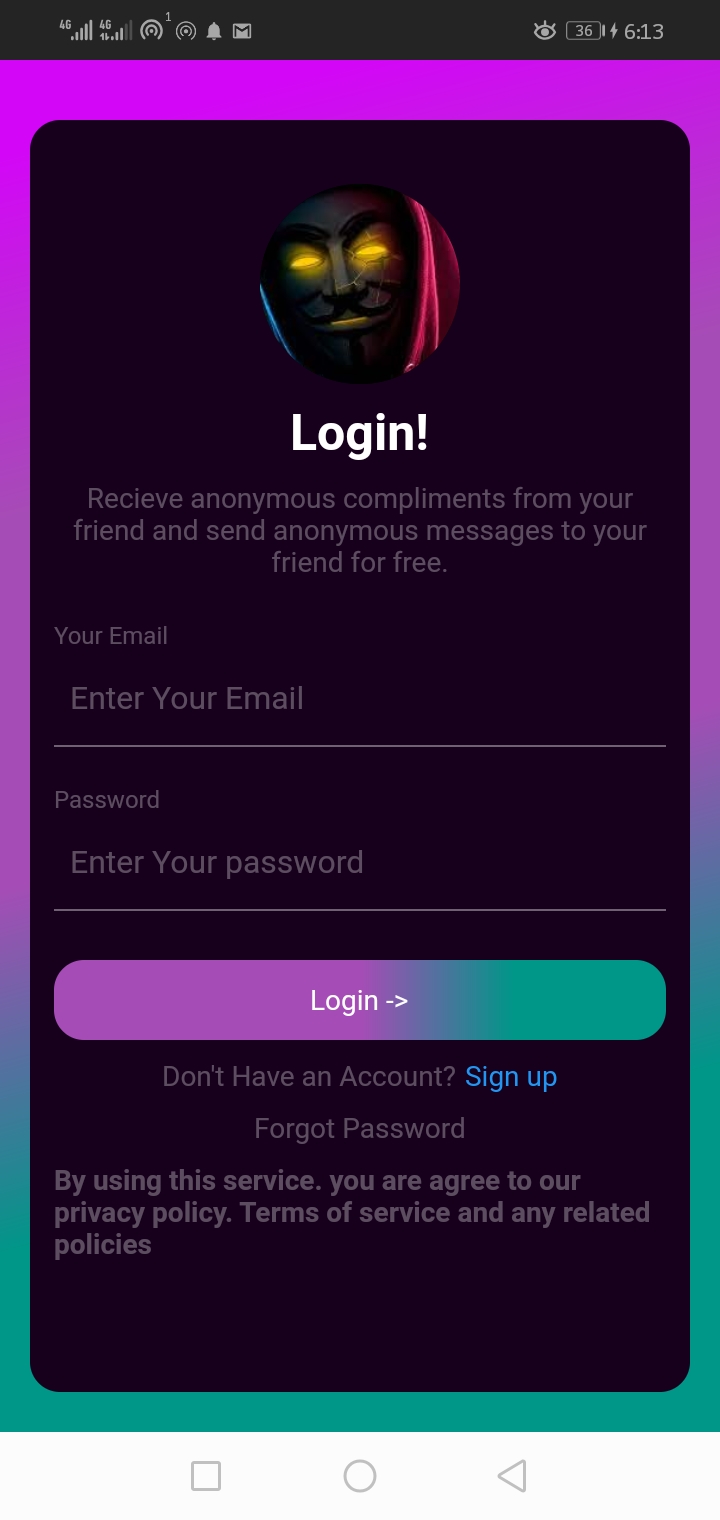 4G 4G 1 36 6:13
Login!
Recieve anonymous compliments from your
friend and send anonymous messages to your
friend for free.
Your Email
Enter Your Email
Password
Enter Your password
Login ->
Don't Have an Account? Sign up
Forgot Password
By using this service. you are agree to our
privacy policy. Terms of service and any related
policies